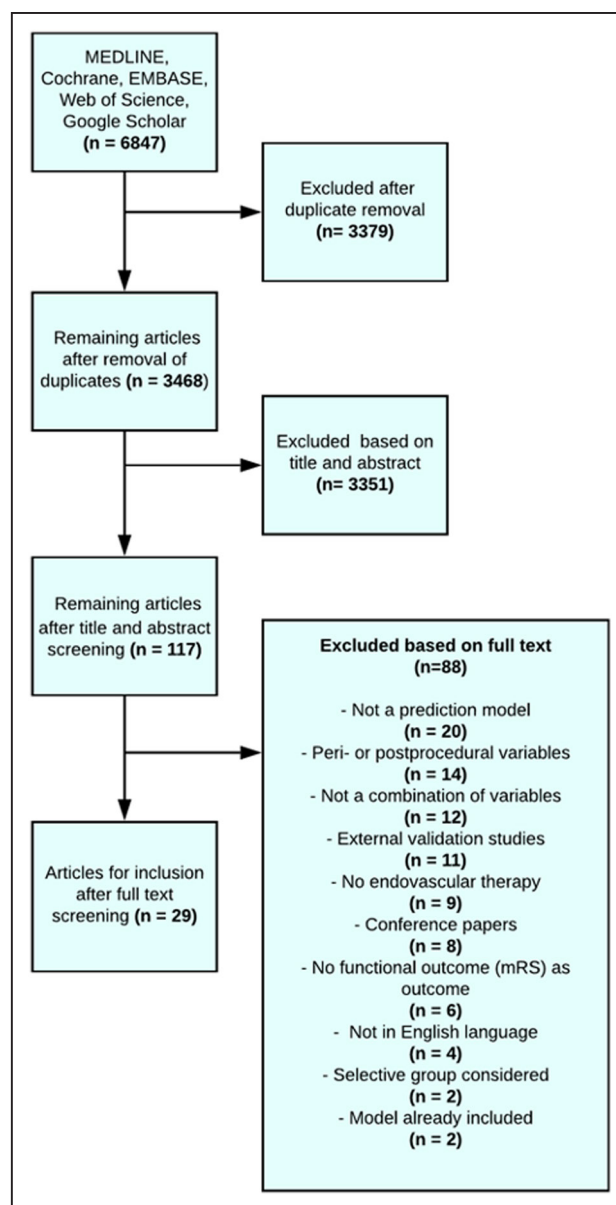 MEDLINE,
Cochrane, EMBASE,
Web of Science,
Google Scholar
(n = 6847)
Excluded after
duplicate removal
(n= 3379)
Remaining articles
after removal of
duplicates (n = 3468)
Excluded based on
title and abstract
(n= 3351)
Remaining articles
after title and abstract
screening (n = 117)
Excluded based on full text
(n=88)
- Not a prediction model
(n = 20)
- Peri- or postprocedural variables
(n = 14)
- Not a combination of variables
(n = 12)
- External validation studies
(n = 11)
- No endovascular therapy
(n = 9)
- Conference papers
(n = 8)
- No functional outcome (mRS) as
outcome
(n = 6)
- Not in English language
(n = 4)
- Selective group considered
(n = 2)
- Model already included
(n = 2)
Articles for inclusion
after full text
screening (n = 29)